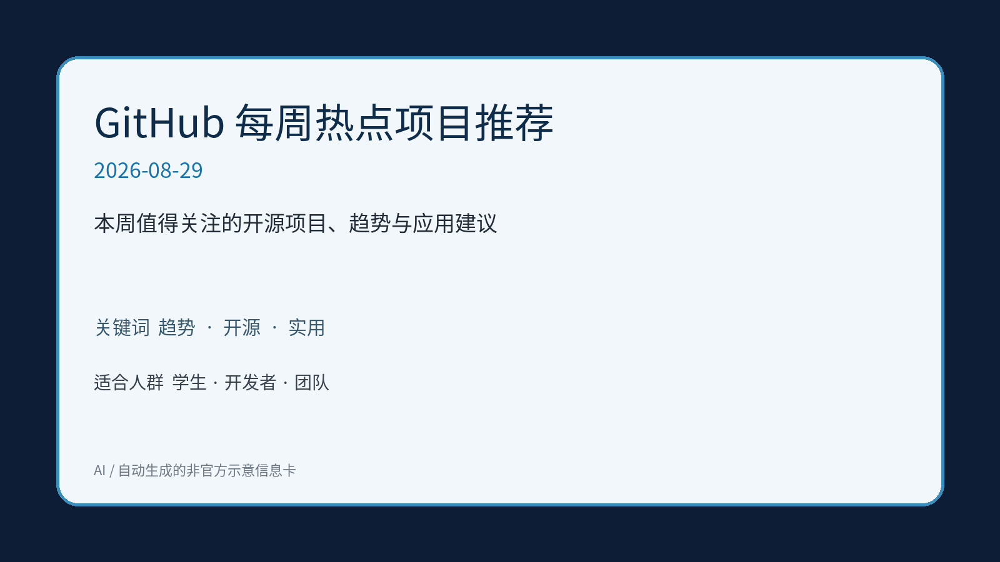 GitHub 每周热点项目推荐
2026-08-29
本周值得关注的开源项目、趋势与应用建议
关键词 趋势 · 开源 · 实用
适合人群 学生 · 开发者 · 团队
AI / 自动生成的非官方示意信息卡